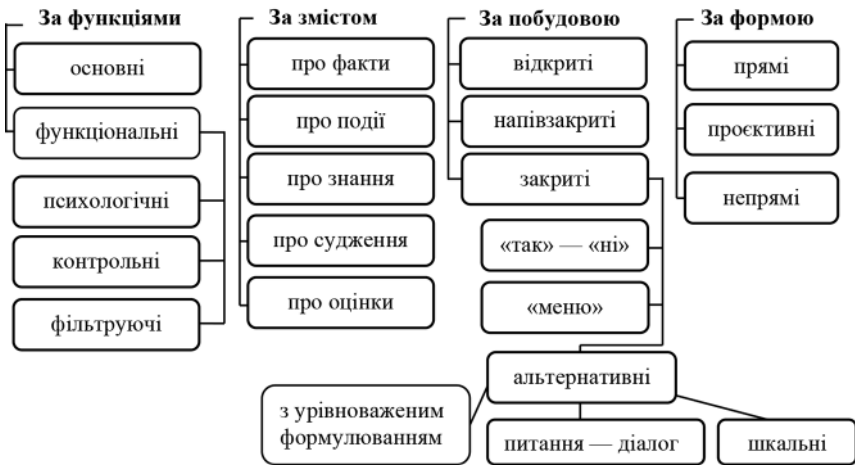 За функціями
основні
функціональні
психологічні
контрольні
фільтруючі
За змістом
про факти
про події
про знання
про судження
про оцінки
За побудовою
відкриті
напівзакриті
закриті
«так» — «ні»
«меню»
альтернативні
з урівноваженим
формулюванням
питання — діалог
шкальні
За формою
прямі
проєктивні
непрямі